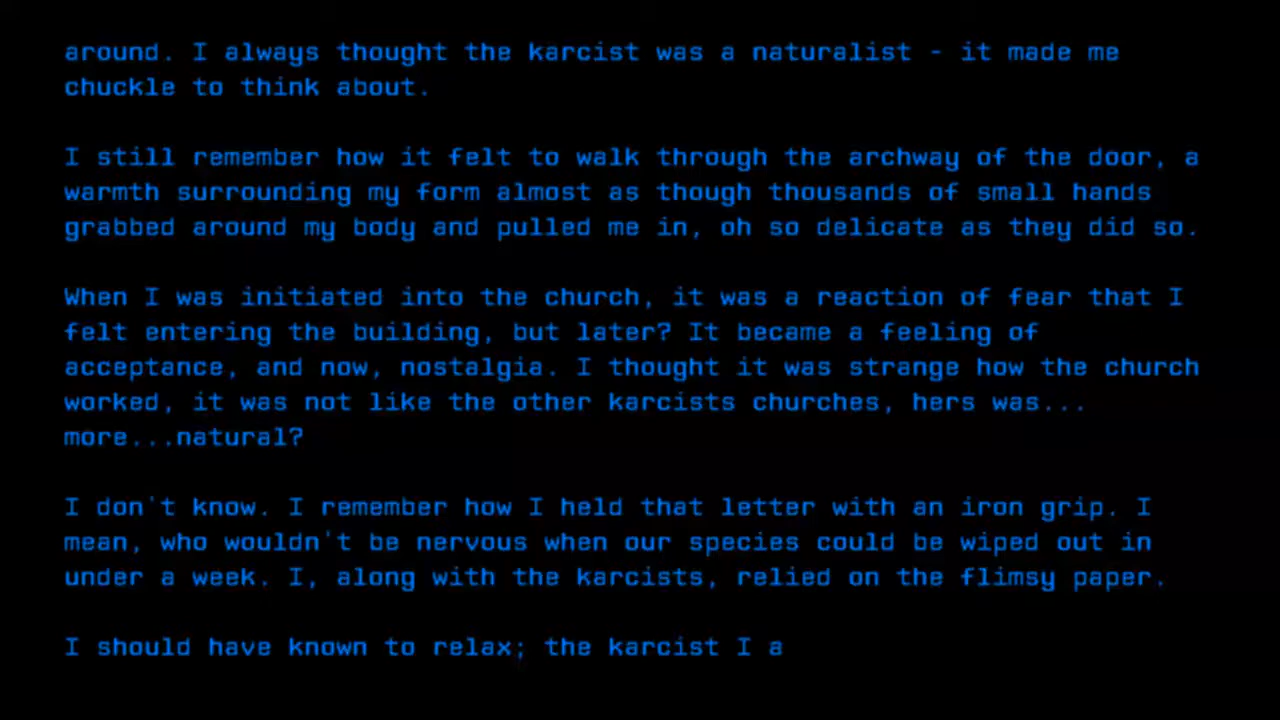 around. I always thought the karcist was a naturalist - it made me
chuckle to think about.
I still remember how it felt to walk through the archway of the door, a
warmth surrounding my form almost as though thousands of small hands
grabbed around my body and pulled me in, oh so delicate as they did so.
When I was initiated into the church, it was a reaction of fear that I
felt entering the building, but later? It became a feeling of
acceptance, and now, nostalgia. I thought it was strange how the church
worked, it was not like the other karcists churches, hers was...
more...natural?
I don't know. I remember how I held that letter with an iron grip. I
mean, who wouldn't be nervous when our species could be wiped out in
under a week. I, along with the karcists, relied on the flimsy paper.
I should have known to relax; the karcist I a